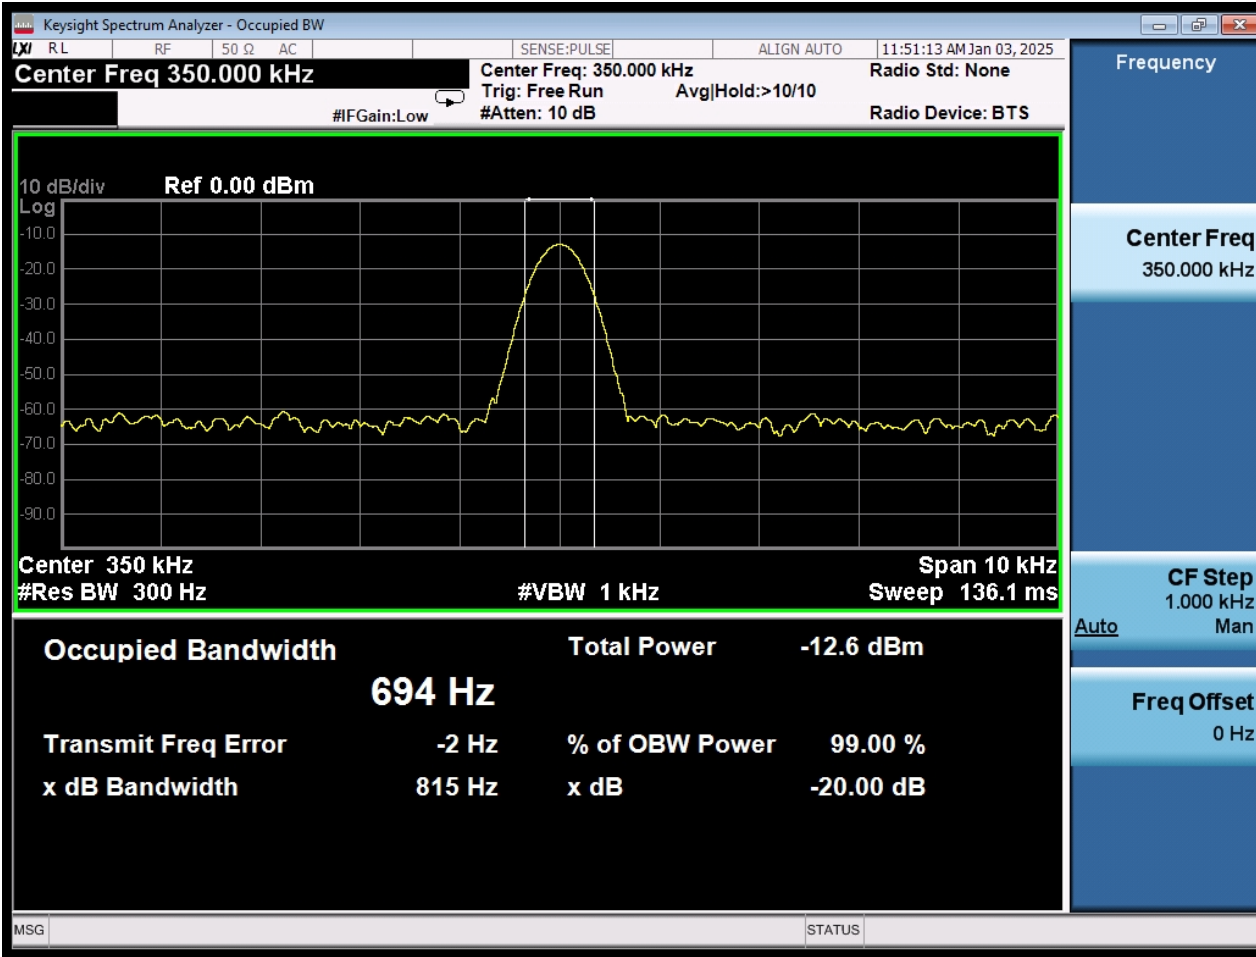 Keysight Spectrum Analyzer - Occupied BW
LXI RL RF 50 Ω AC SENSE:PULSE ALIGN AUTO 11:51:13 AM Jan 03, 2025
Center Freq 350.000 kHz
Center Freq: 350.000 kHz
Radio Std: None
Trig: Free Run
Avg|Hold:>10/10
#IFGain:Low
#Atten: 10 dB
Radio Device: BTS
10 dB/div
Ref 0.00 dBm
Log
-10.0
-20.0
-30.0
-40.0
-50.0
-60.0
-70.0
-80.0
-90.0
Center 350 kHz
Span 10 kHz
#Res BW 300 Hz
#VBW 1 kHz
Sweep 136.1 ms
Occupied Bandwidth
Total Power -12.6 dBm
694 Hz
Transmit Freq Error -2 Hz
% of OBW Power 99.00 %
x dB Bandwidth 815 Hz
x dB -20.00 dB
MSG
STATUS
Frequency
Center Freq
350.000 kHz
CF Step
1.000 kHz
Auto Man
Freq Offset
0 Hz